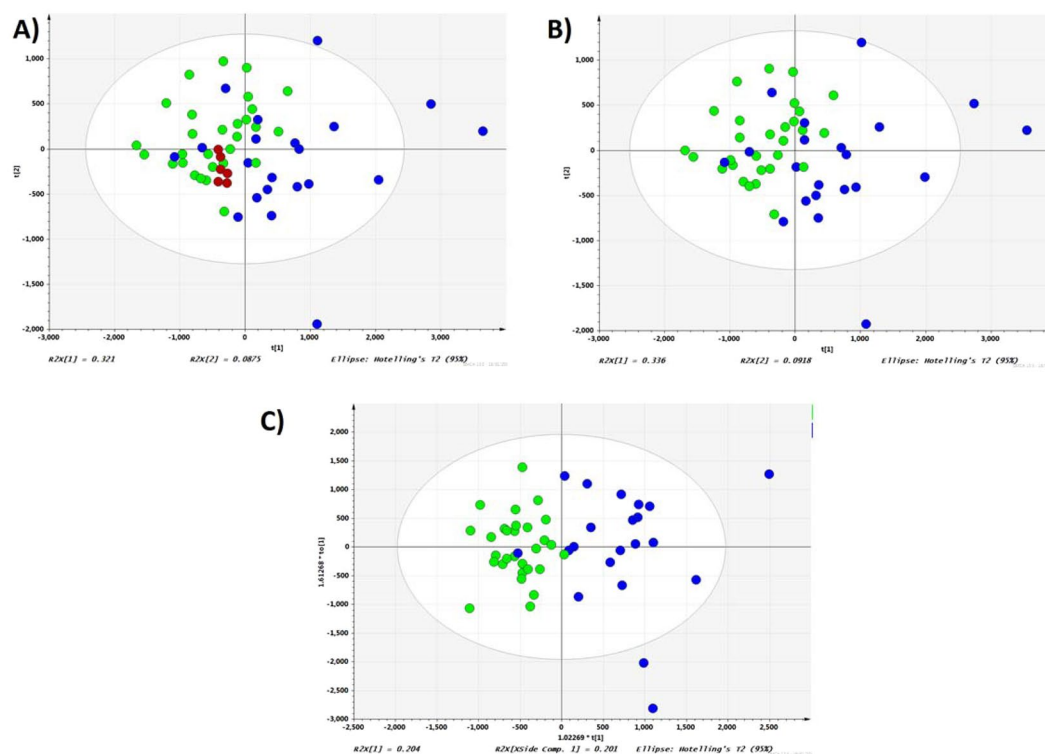 A)
t[2]
1,000
500
0
-500
-1,000
-2,000
-3,000 -2,000 -1,000 0 1,000 2,000 3,000
t[1]
R2X[1] = 0.321 R2X[2] = 0.0875 Ellipse: Hotelling's T2 (95%)
B)
t[2]
1,000
500
0
-500
-1,000
-1,500
-2,000
-3,000 -2,000 -1,000 0 1,000 2,000 3,000
t[1]
R2X[1] = 0.336 R2X[2] = 0.0918 Ellipse: Hotelling's T2 (95%)
C)
1.61268 * to[1]
2,000
1,500
1,000
500
0
-500
-1,000
-1,500
-2,000
-2,500
-3,000
-2,500 -2,000 -1,500 -1,000 -500 0 500 1,000 1,500 2,000 2,500
1.02269 * t[1]
R2X[1] = 0.204 R2X[XSide Comp. 1] = 0.201 Ellipse: Hotelling's T2 (95%)